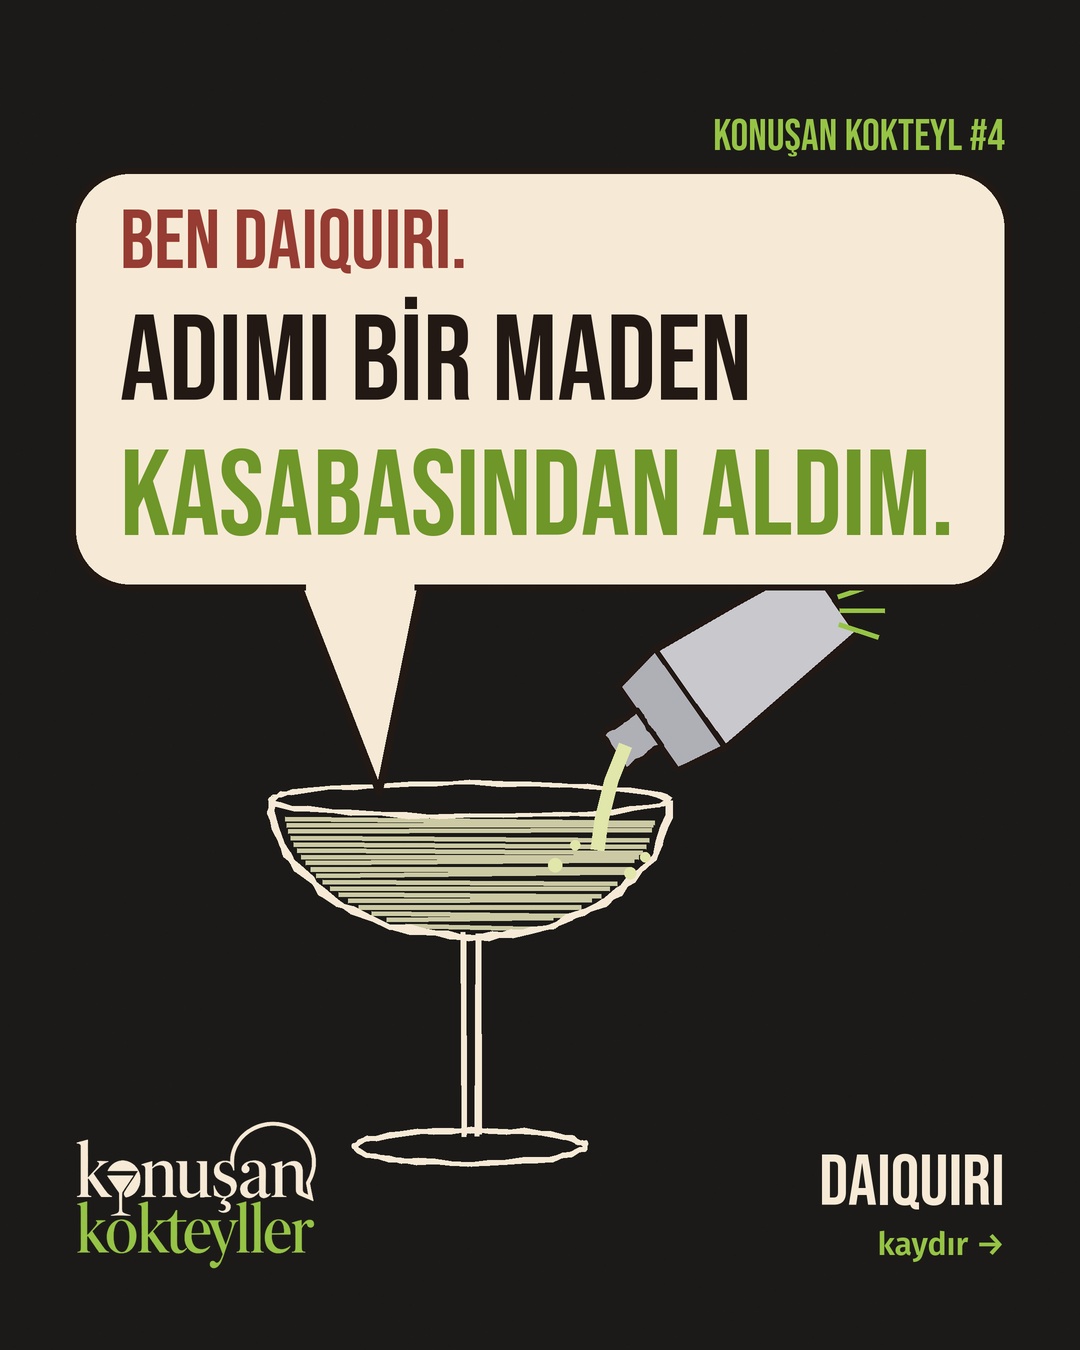 KONUŞAN KOKTEYL #4
BEN DAIQUIRI.
ADIMI BİR MADEN
KASABASINDAN ALDIM.
konuşan
kokteyller
DAIQUIRI
kaydır →